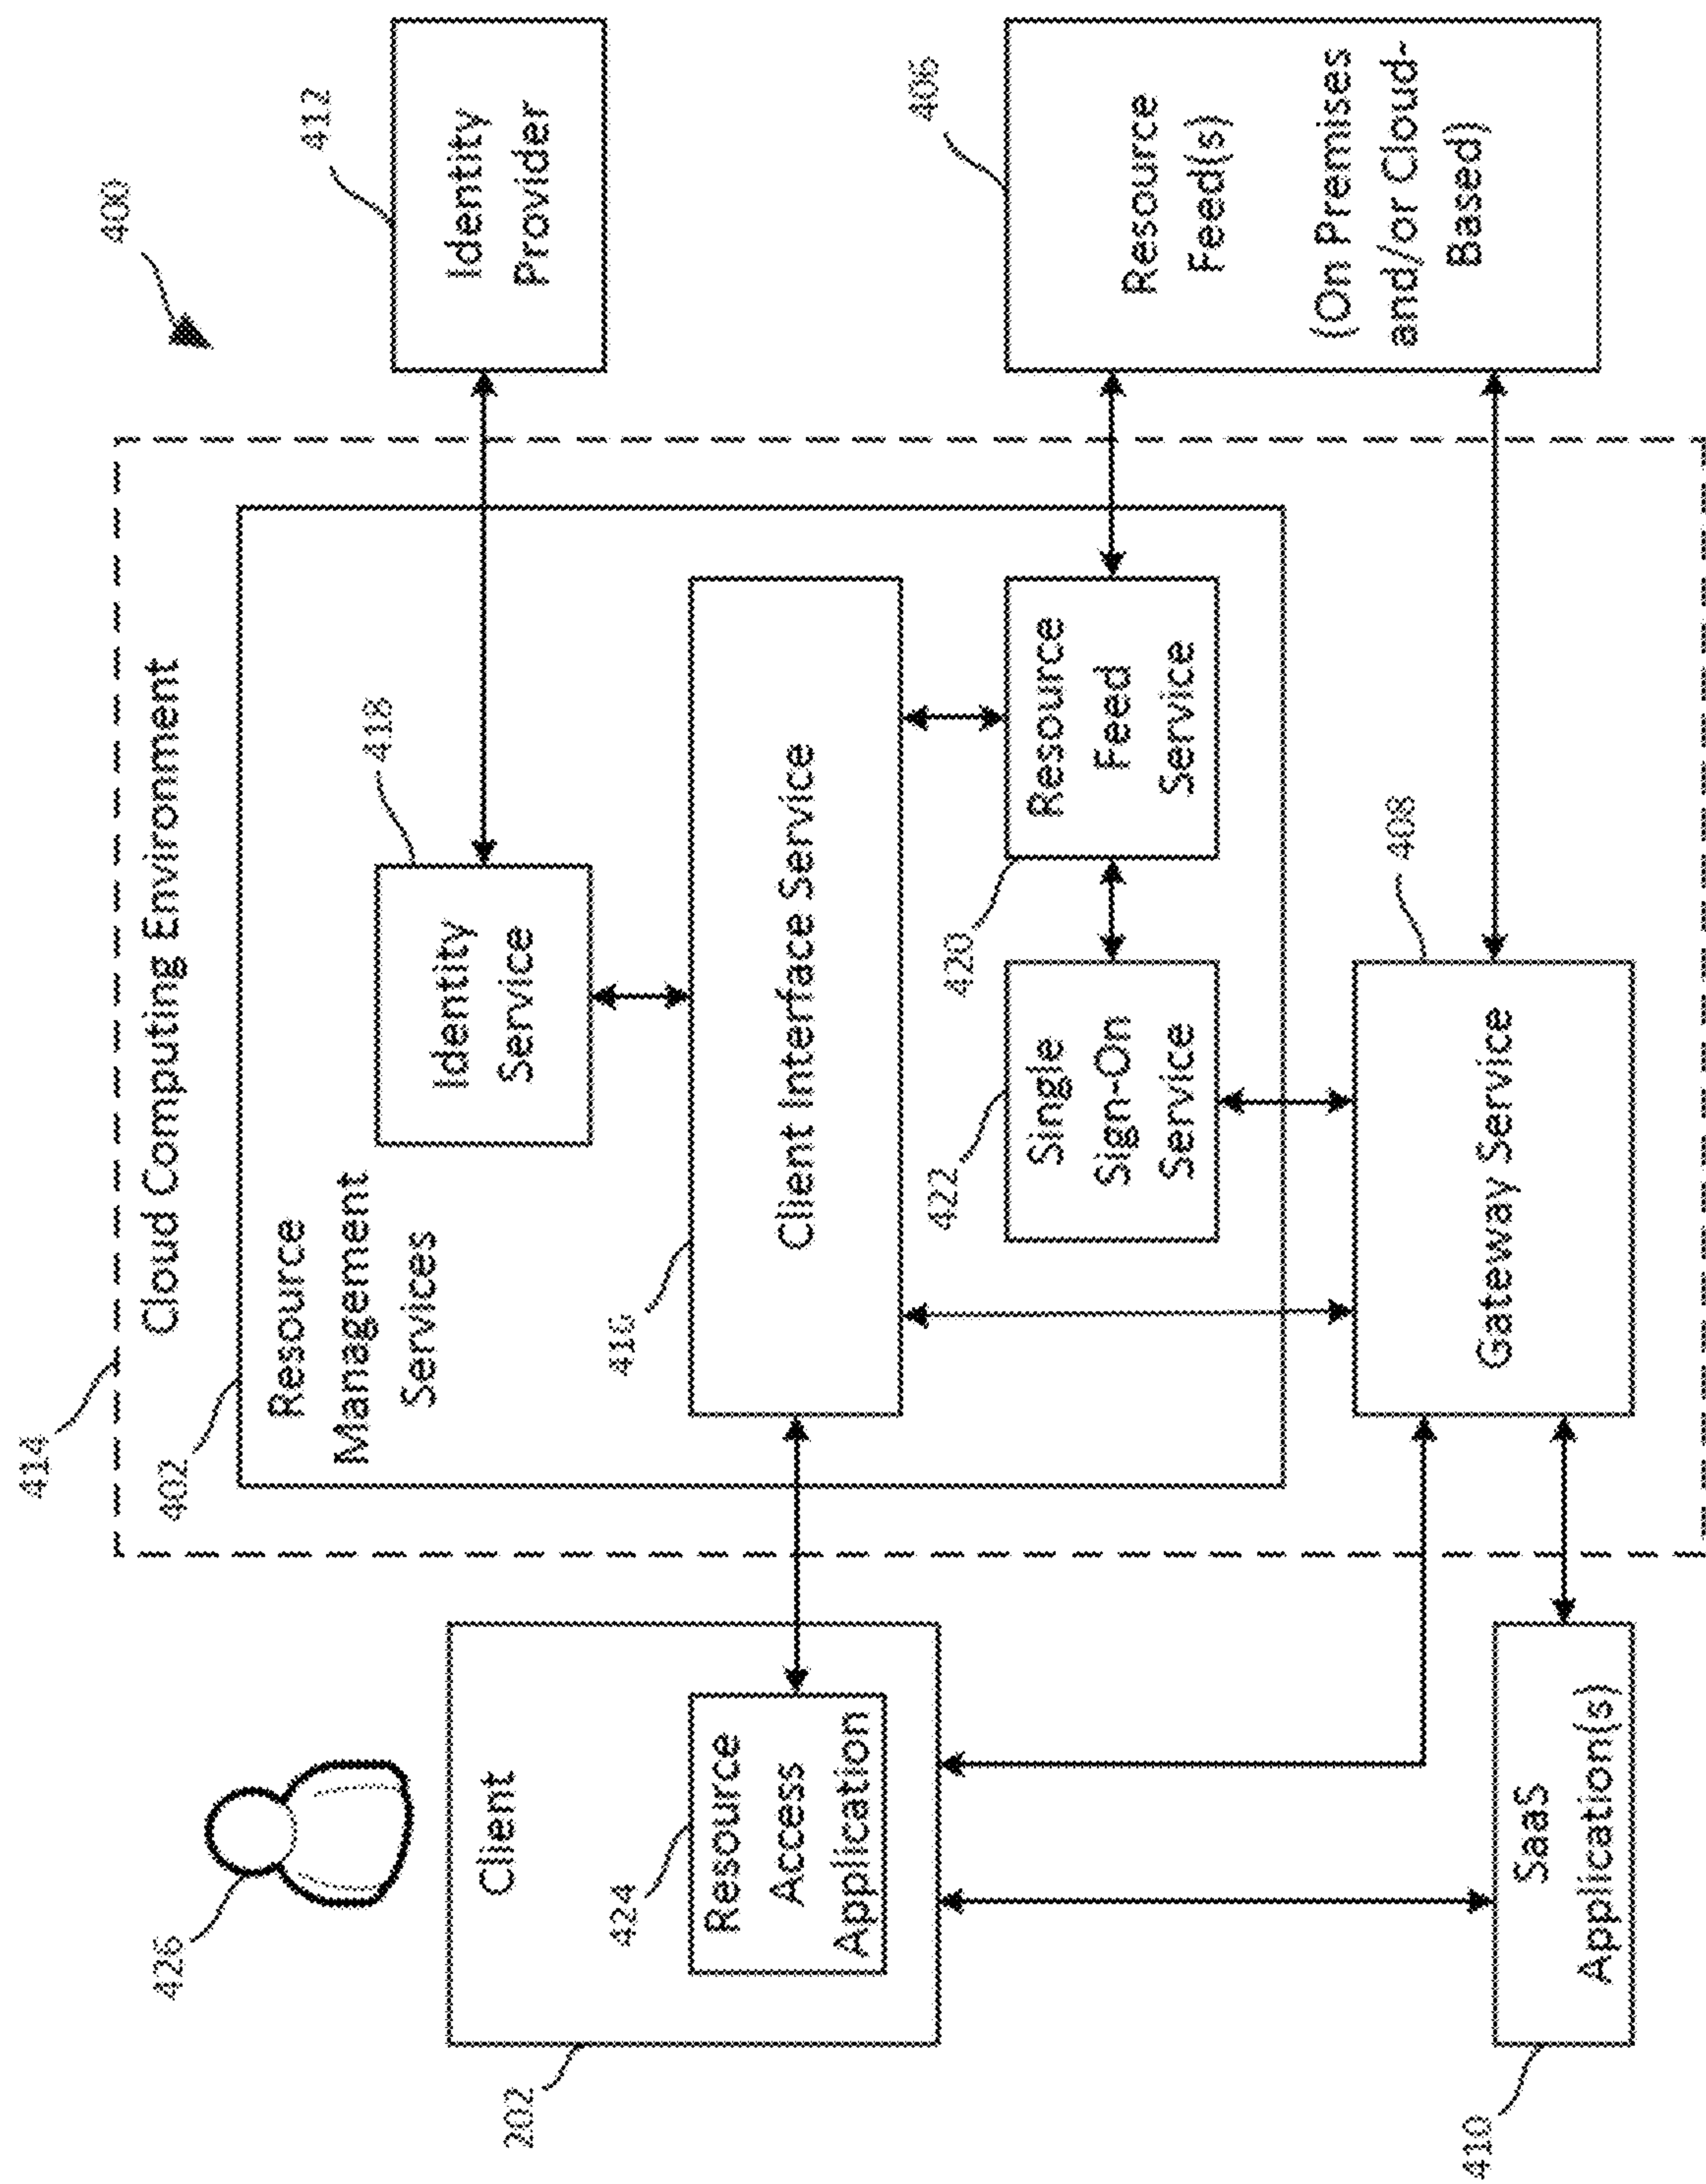 400
414
Cloud Computing Environment
402
Resource
Management
Services
426
412
Identity
Provider
418
Identity
Service
202
Client
424
Resource
Access
Application
416
Client Interface Service
406
Resource
Feed(s)
(On Premises
and/or Cloud-
Based)
422
Single
Sign-On
Service
420
Resource
Feed
Service
408
Gateway Service
410
SaaS
Application(s)